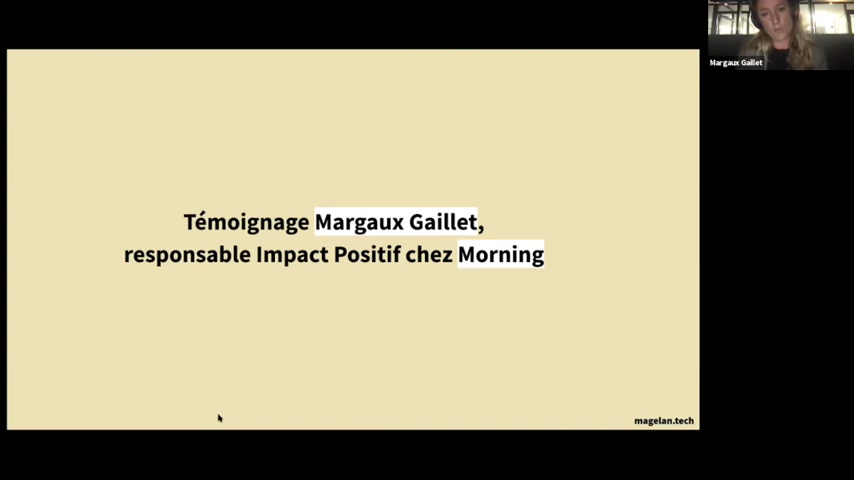 Margaux Gaillet
Témoignage Margaux Gaillet,
responsable Impact Positif chez Morning
magelan.tech